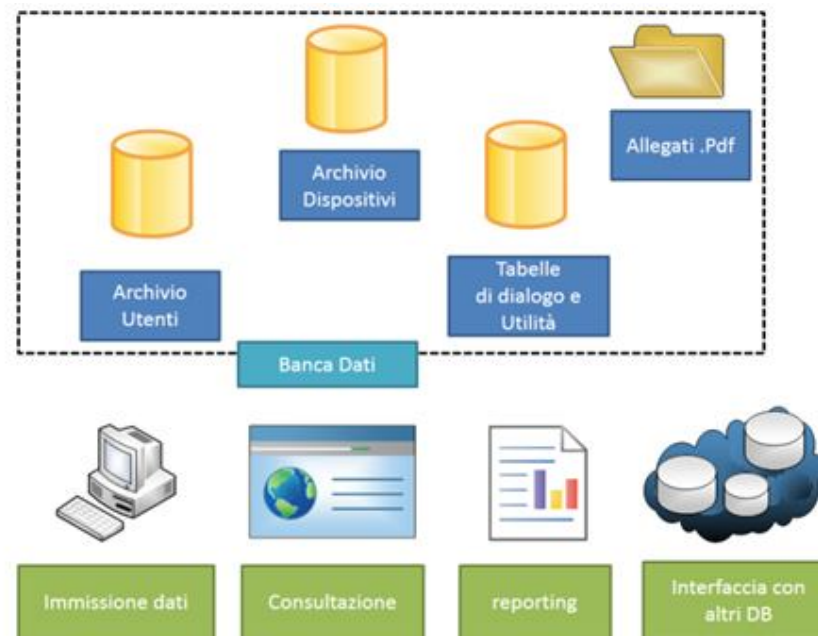 Archivio
Dispositivi
Allegati .Pdf
Archivio
Utenti
Tabelle
di dialogo e
Utilità
Banca Dati
Immissione dati
Consultazione
reporting
Interfaccia con
altri DB